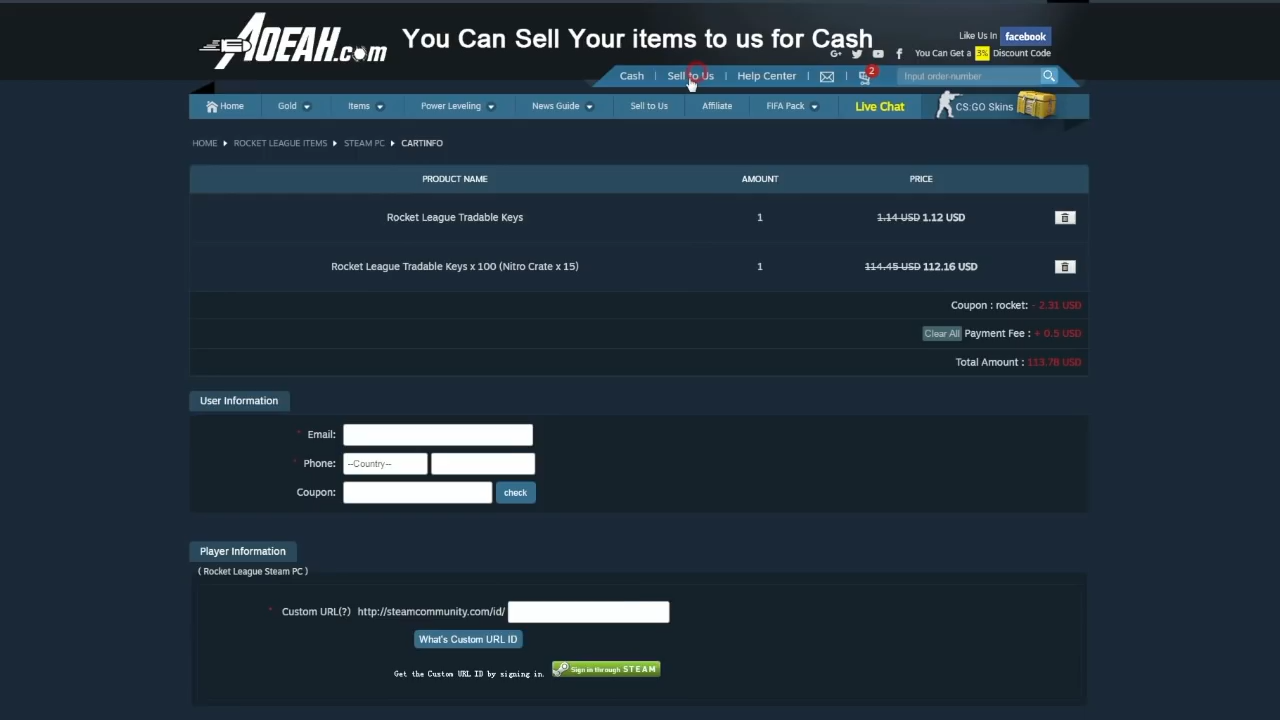 AOEAH.com
You Can Sell Your items to us for Cash
Like Us In facebook
G+ You Can Get a 3% Discount Code
Cash | Sell to Us | Help Center | 2 Input order-number
Home Gold Items Power Leveling News Guide Sell to Us Affiliate FIFA Pack Live Chat CS:GO Skins
HOME ROCKET LEAGUE ITEMS STEAM PC CARTINFO
PRODUCT NAME AMOUNT PRICE
Rocket League Tradable Keys 1 1.14 USD 1.12 USD
Rocket League Tradable Keys x 100 (Nitro Crate x 15) 1 114.45 USD 112.16 USD
Coupon : rocket: - 2.31 USD
Clear All Payment Fee : + 0.5 USD
Total Amount : 113.78 USD
User Information
* Email:
* Phone: --Country--
Coupon: check
Player Information
( Rocket League Steam PC )
* Custom URL(?) http://steamcommunity.com/id/
What's Custom URL ID
Get the Custom URL ID by signing in. Sign in through STEAM